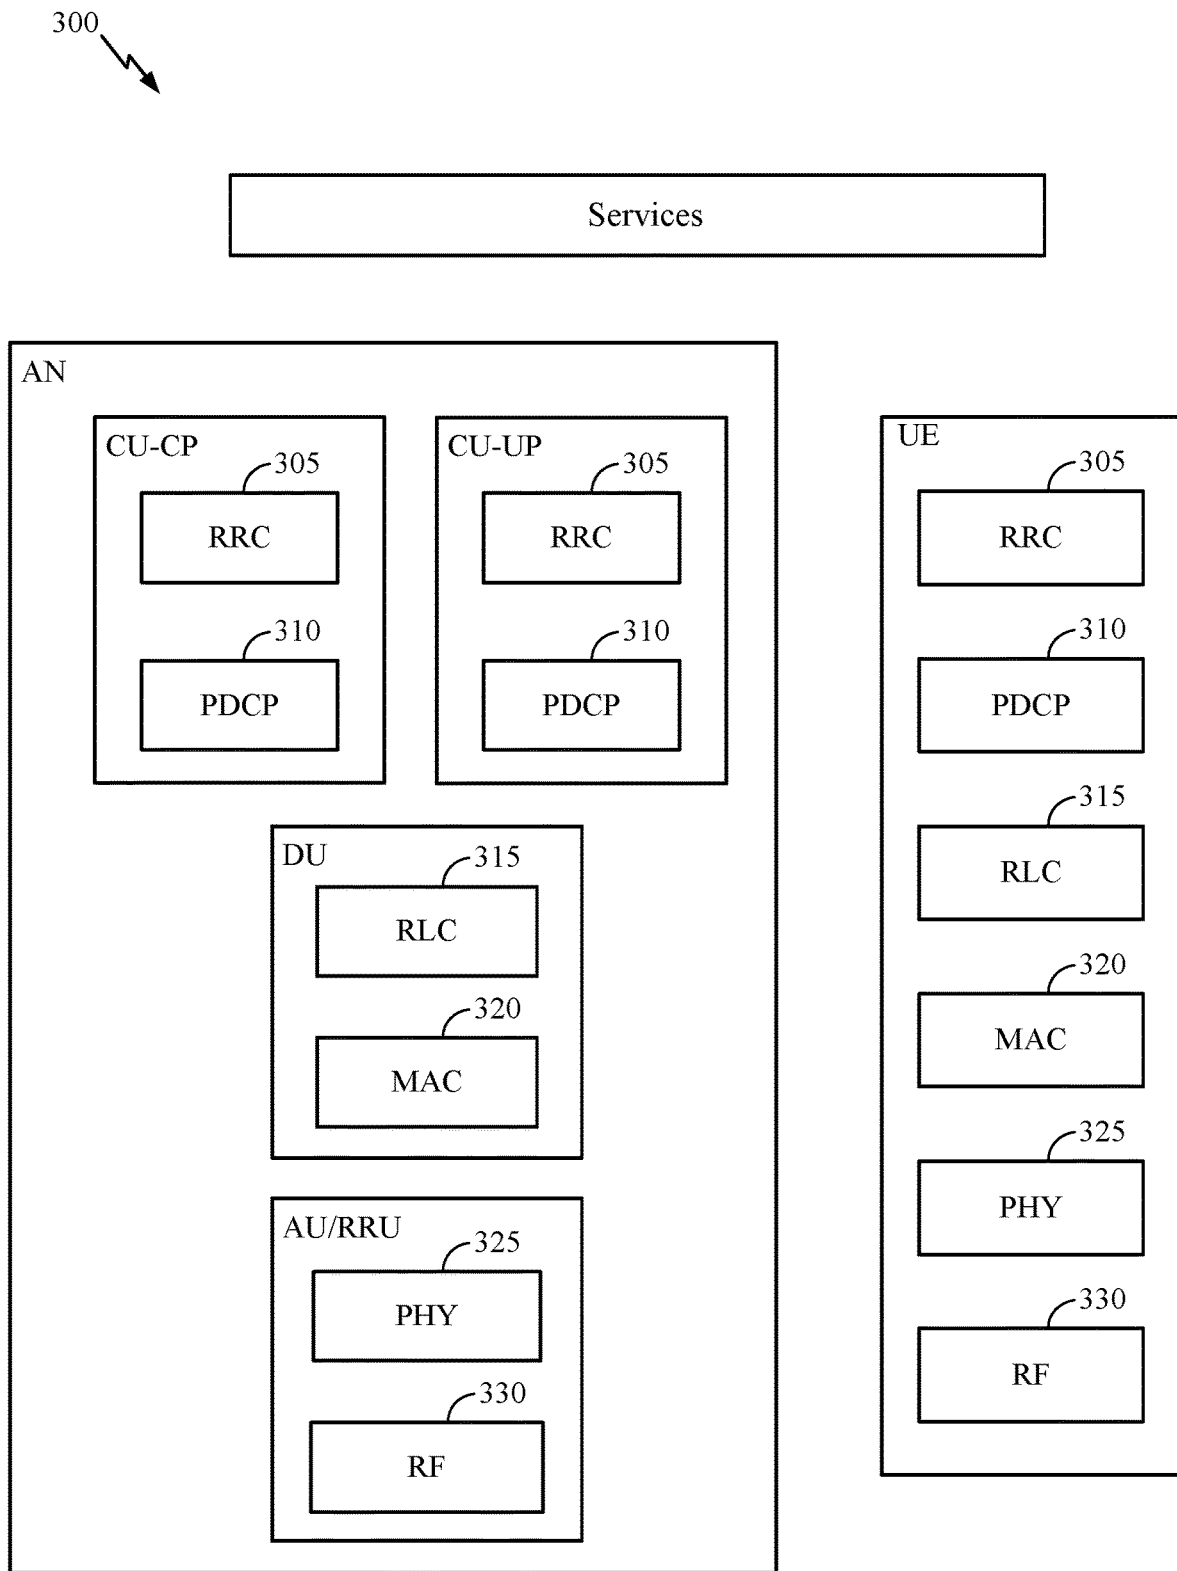 300
Services
AN
CU-CP
305
RRC
310
PDCP
CU-UP
305
RRC
310
PDCP
DU
315
RLC
320
MAC
AU/RRU
325
PHY
330
RF
UE
305
RRC
310
PDCP
315
RLC
320
MAC
325
PHY
330
RF